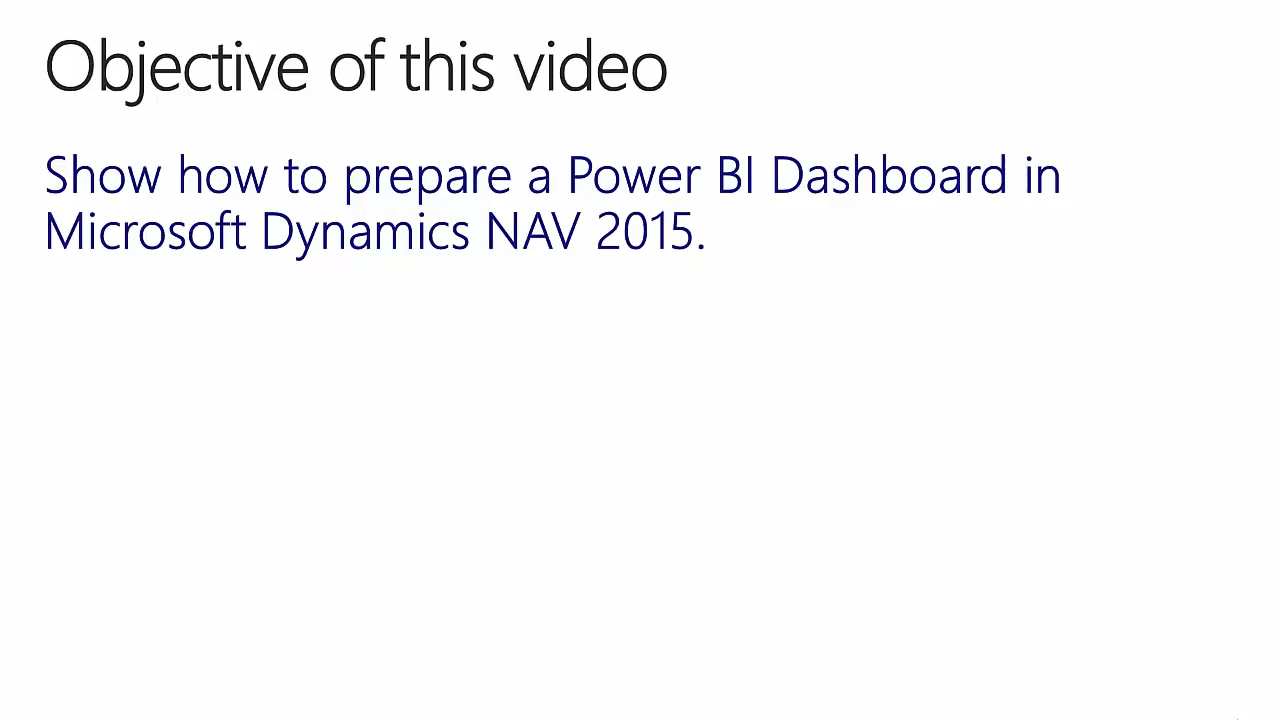 Objective of this video
Show how to prepare a Power BI Dashboard in
Microsoft Dynamics NAV 2015.